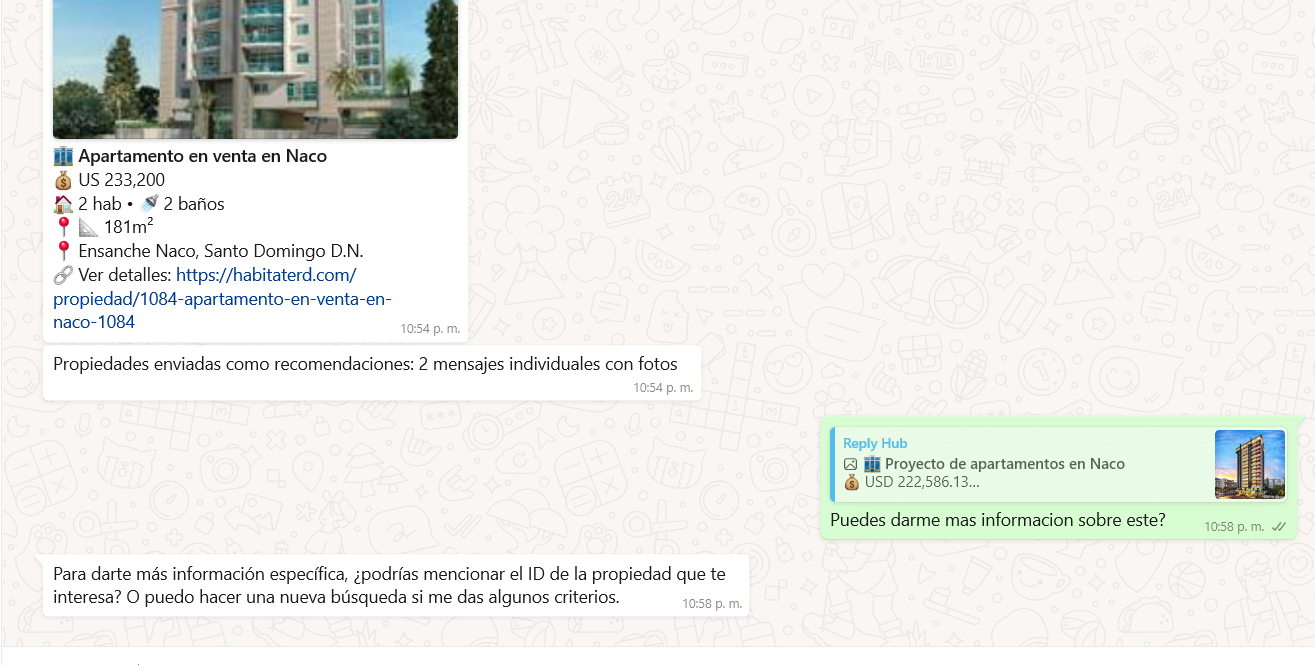 Apartamento en venta en Naco
US 233,200
2 hab • 2 baños
181m²
Ensanche Naco, Santo Domingo D.N.
Ver detalles: https://habitaterd.com/
propiedad/1084-apartamento-en-venta-en-
naco-1084
10:54 p. m.
Propiedades enviadas como recomendaciones: 2 mensajes individuales con fotos
10:54 p. m.
Reply Hub
Proyecto de apartamentos en Naco
USD 222,586.13...
Puedes darme mas informacion sobre este?
10:58 p. m.
Para darte más información específica, ¿podrías mencionar el ID de la propiedad que te
interesa? O puedo hacer una nueva búsqueda si me das algunos criterios.
10:58 p. m.